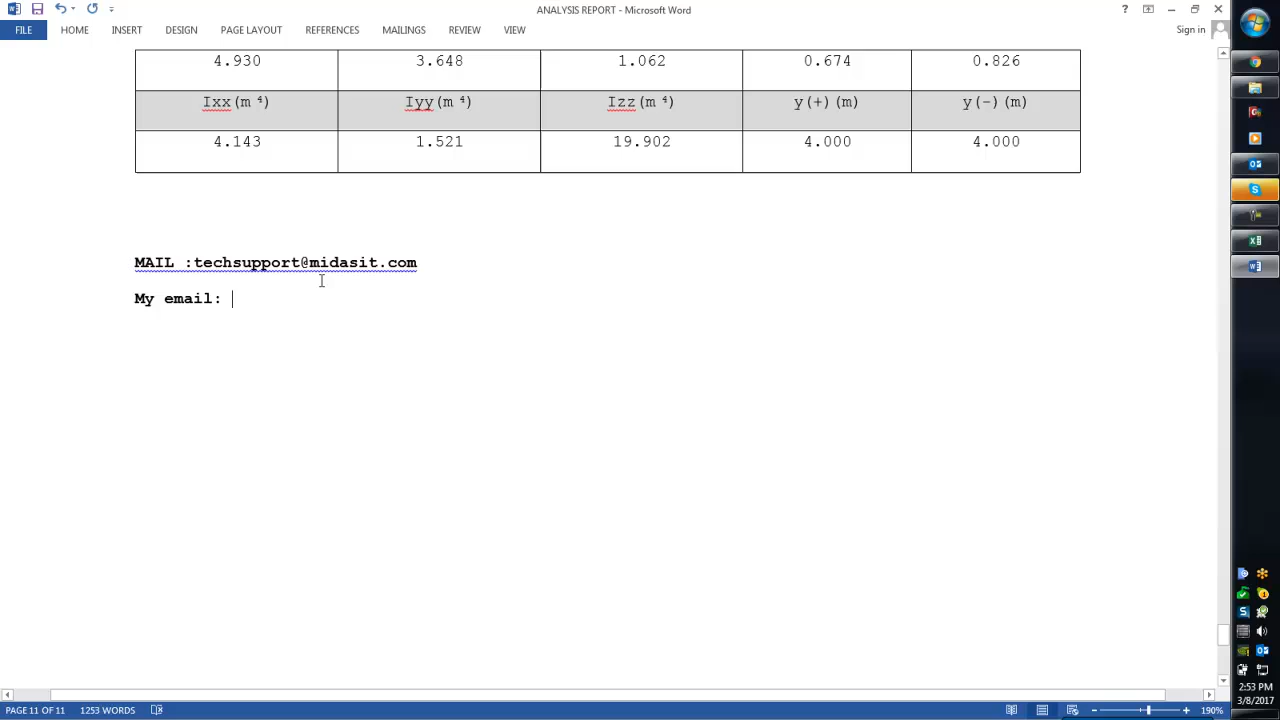 ANALYSIS REPORT - Microsoft Word
FILE HOME INSERT DESIGN PAGE LAYOUT REFERENCES MAILINGS REVIEW VIEW Sign in
4.930 3.648 1.062 0.674 0.826
Ixx(m⁴) Iyy(m⁴) Izz(m⁴) y(+)(m) y(-)(m)
4.143 1.521 19.902 4.000 4.000
MAIL :techsupport@midasit.com
My email:
2:53 PM
3/8/2017
PAGE 11 OF 11 1253 WORDS 190%